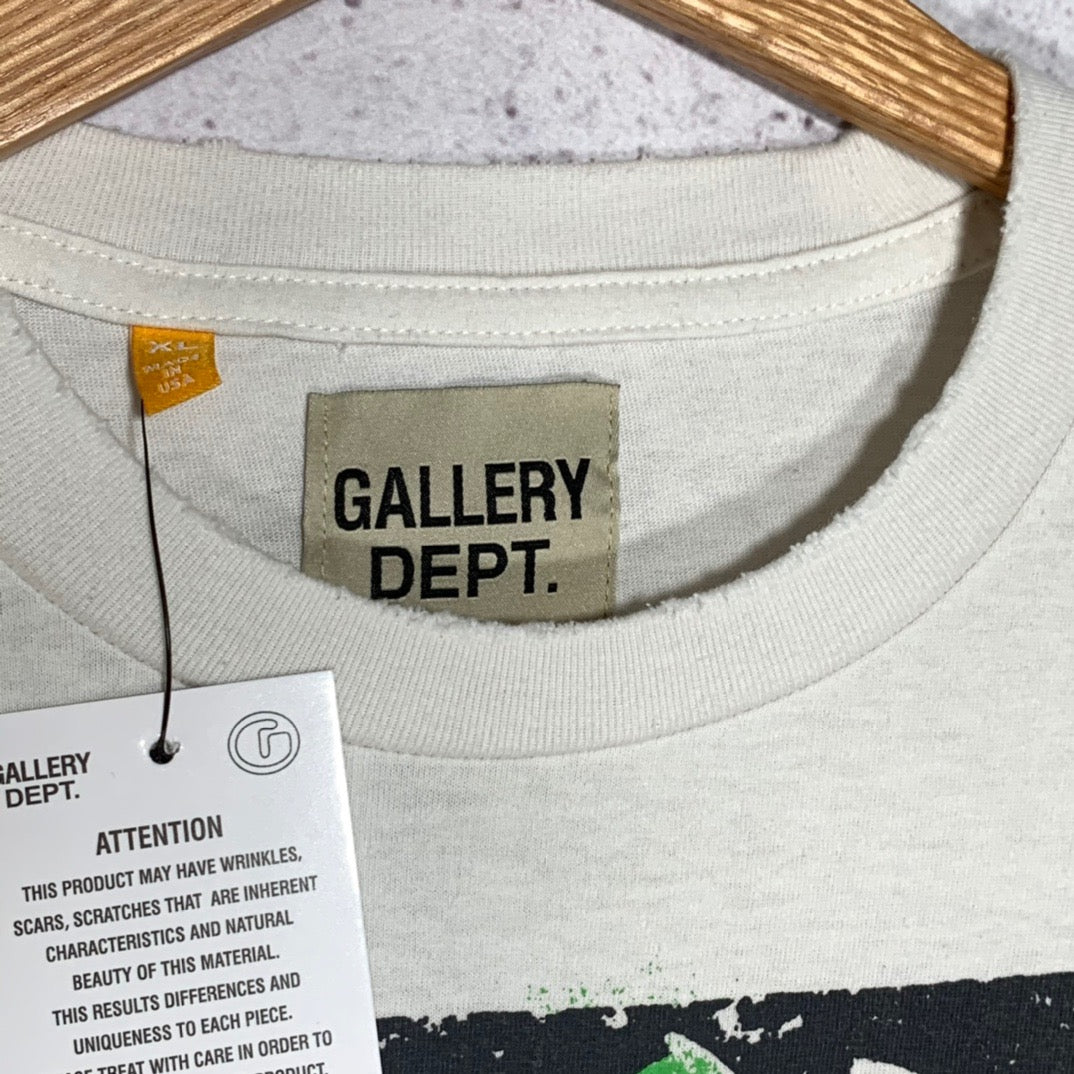 XL
MADE
IN
USA
GALLERY
DEPT.
GALLERY
DEPT.
ATTENTION
THIS PRODUCT MAY HAVE WRINKLES,
SCARS, SCRATCHES THAT ARE INHERENT
CHARACTERISTICS AND NATURAL
BEAUTY OF THIS MATERIAL.
THIS RESULTS DIFFERENCES AND
UNIQUENESS TO EACH PIECE.
TREAT WITH CARE IN ORDER TO
PRODUCT.